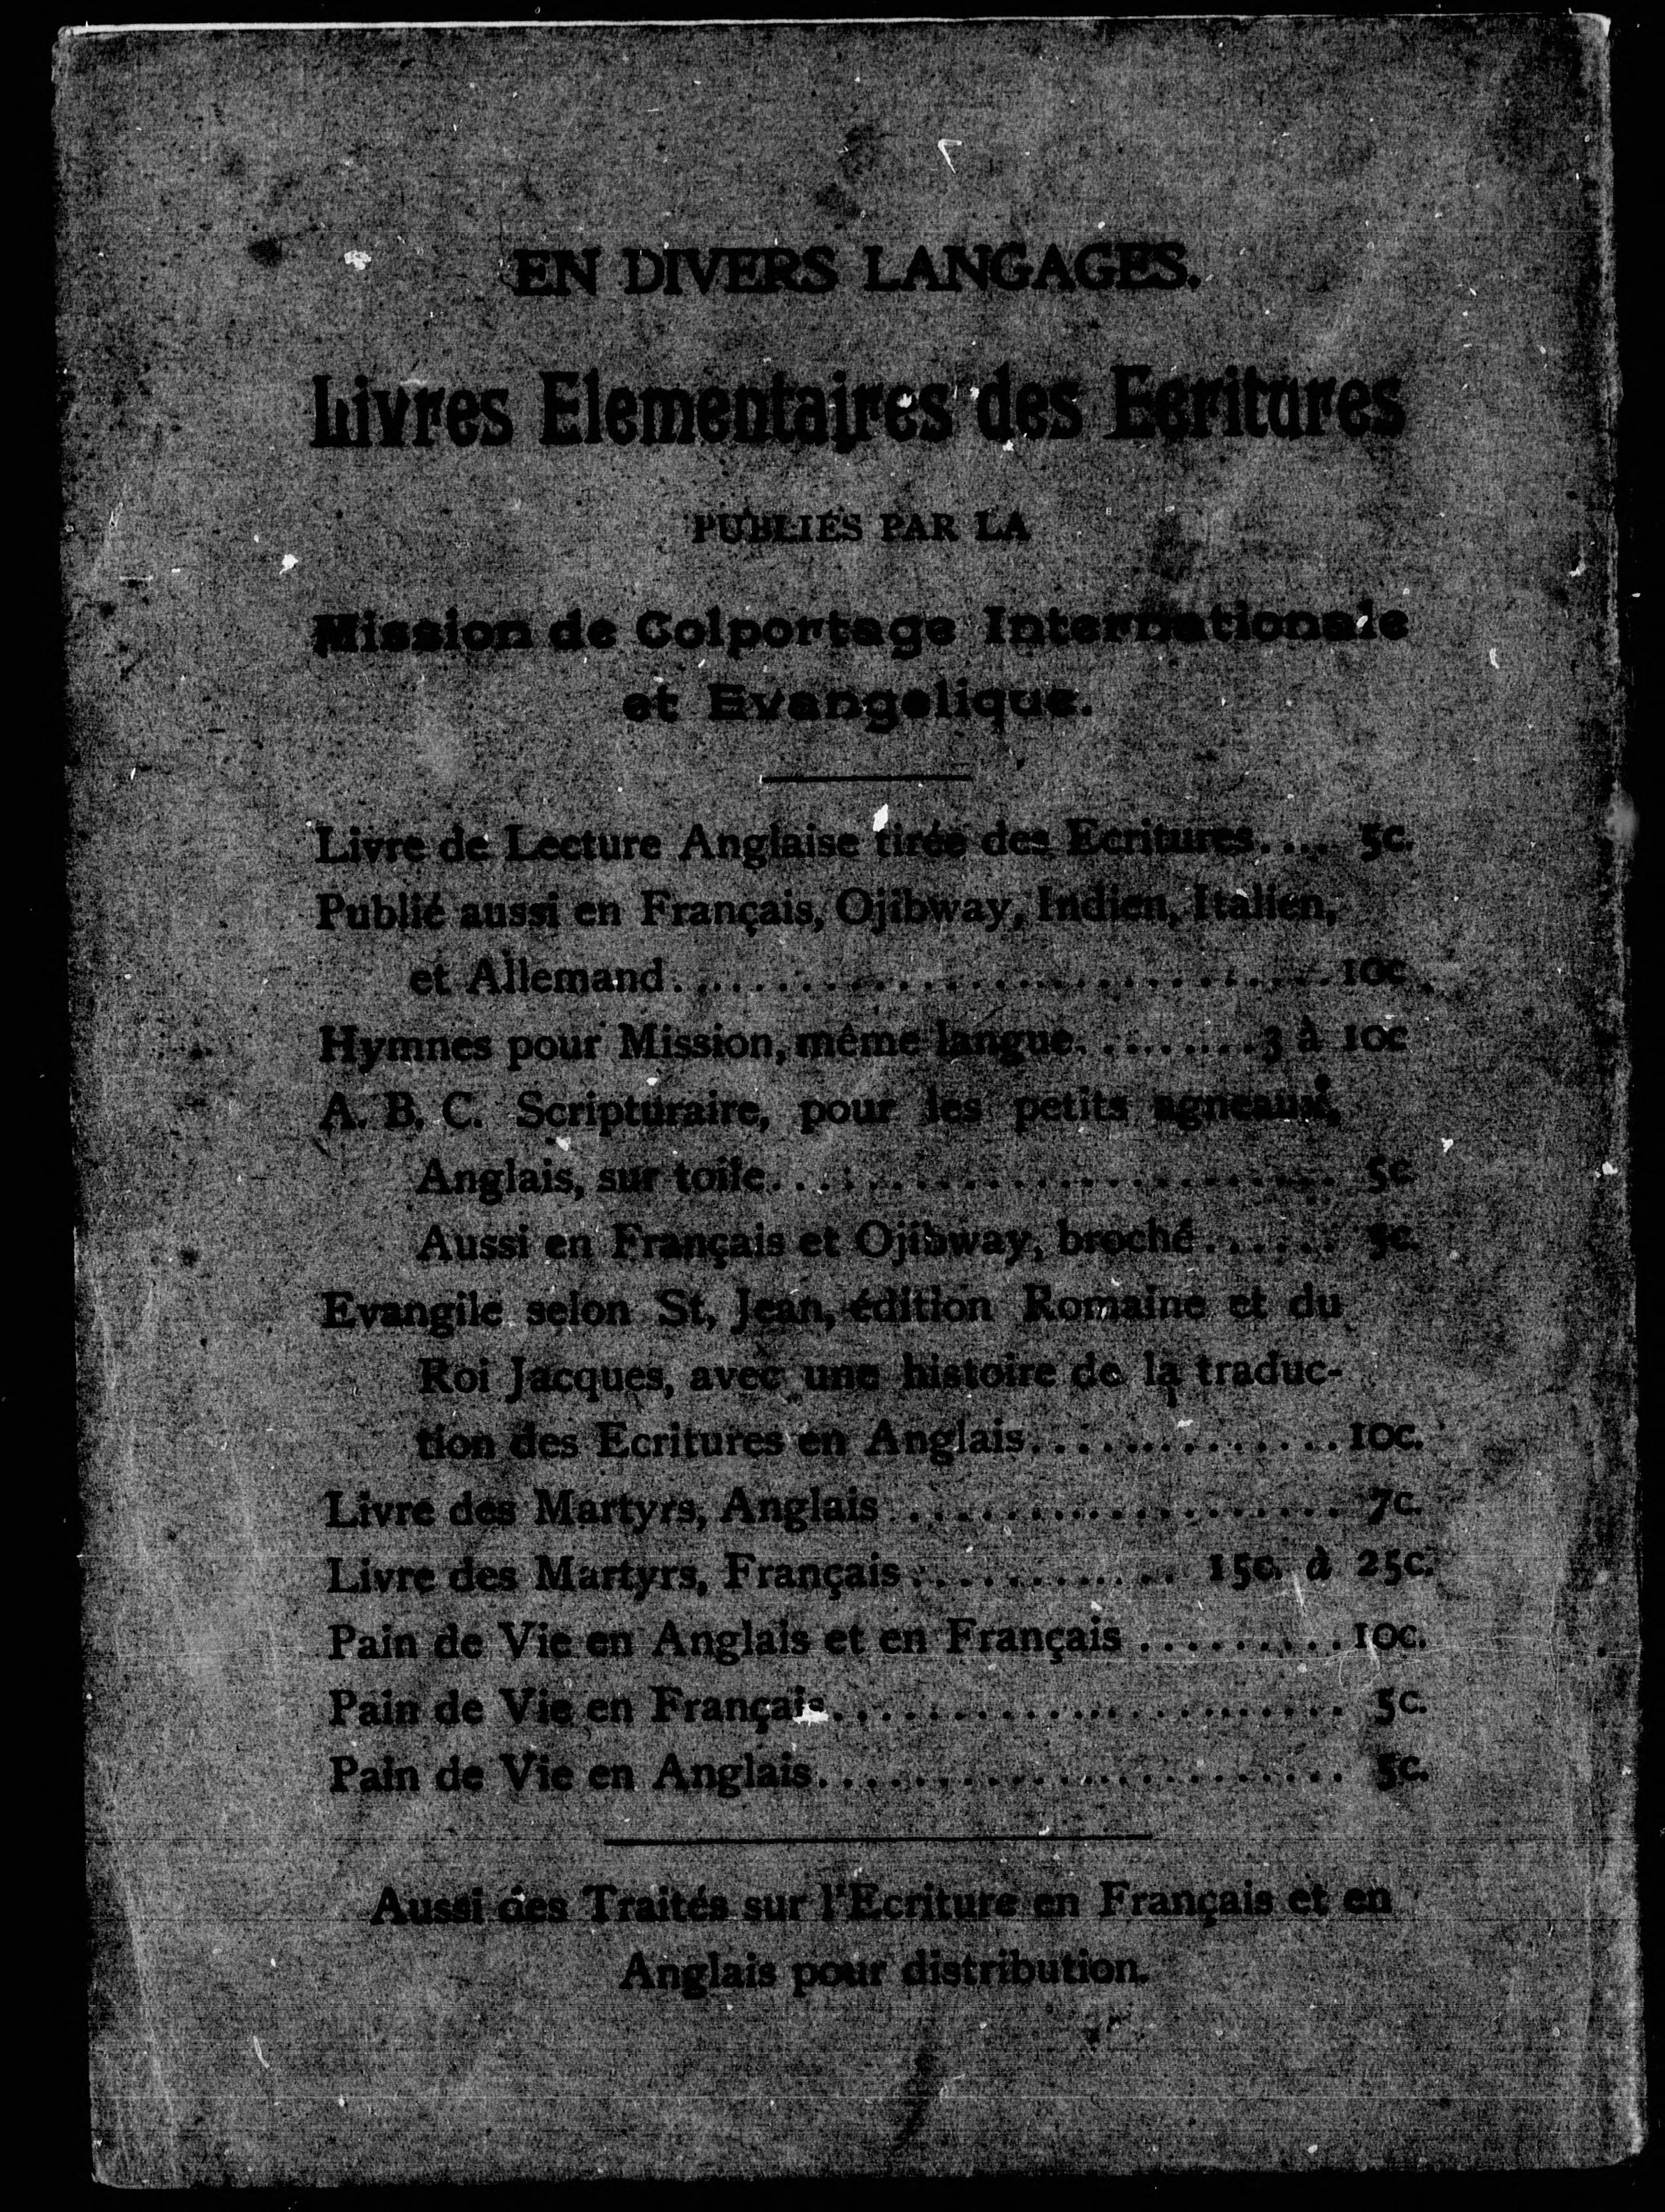 EN DIVERS LANGAGES.
Livres Elementaires des Ecritures
PUBLIÉS PAR LA
Mission de Colportage Internationale
et Evangelique.
Livre de Lecture Anglaise tirée des Ecritures.... 5c.
Publié aussi en Français, Ojibway, Indien, Italien,
et Allemand.................................10c.
Hymnes pour Mission, même langue.........3 à 10c
A. B. C. Scripturaire, pour les petits agneaux,
Anglais, sur toile............................. 5c
Aussi en Français et Ojibway, broché....... 3c.
Evangile selon St, Jean, édition Romaine et du
Roi Jacques, avec une histoire de la traduc-
tion des Ecritures en Anglais................10c.
Livre des Martyrs, Anglais....................... 7c.
Livre des Martyrs, Français.............. 15c. à 25c.
Pain de Vie en Anglais et en Français.........10c.
Pain de Vie en Français.......................... 5c.
Pain de Vie en Anglais.......................... 5c.
Aussi des Traités sur l'Ecriture en Français et en
Anglais pour distribution.